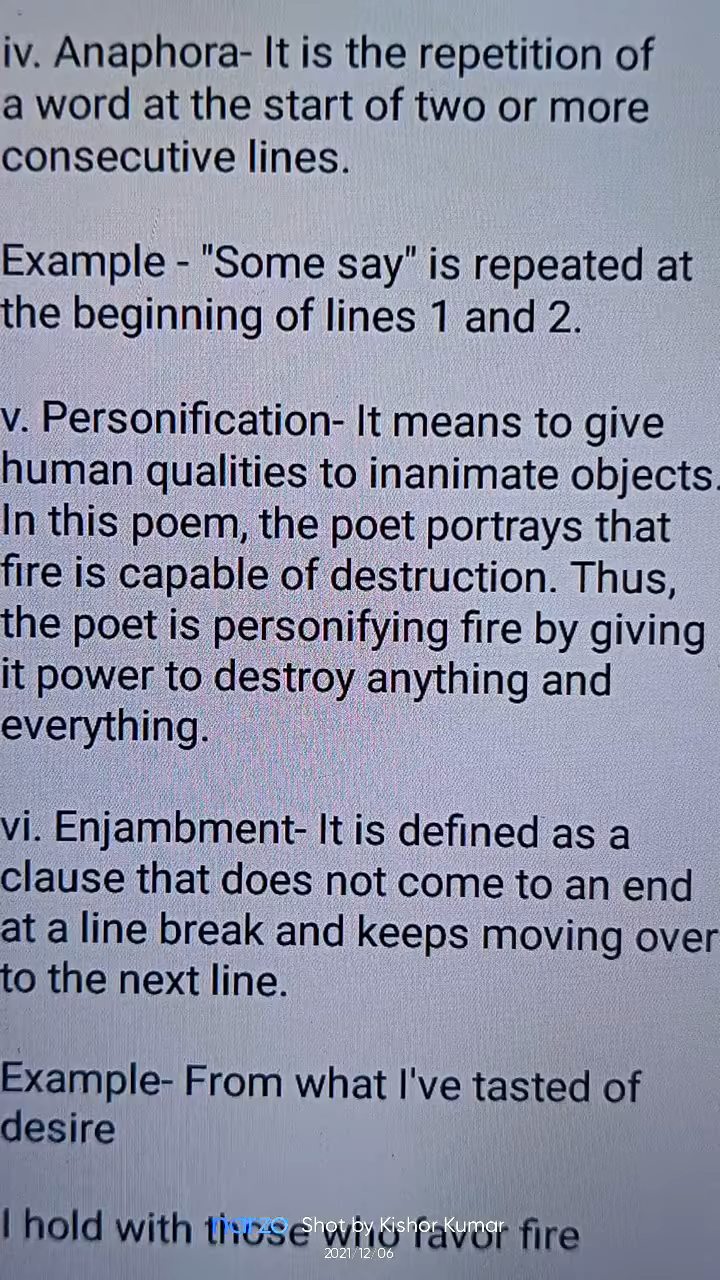 iv. Anaphora- It is the repetition of
a word at the start of two or more
consecutive lines.
Example - "Some say" is repeated at
the beginning of lines 1 and 2.
v. Personification- It means to give
human qualities to inanimate objects.
In this poem, the poet portrays that
fire is capable of destruction. Thus,
the poet is personifying fire by giving
it power to destroy anything and
everything.
vi. Enjambment- It is defined as a
clause that does not come to an end
at a line break and keeps moving over
to the next line.
Example- From what I've tasted of
desire
I hold with those who favor fire
narzo Shot by Kishor Kumar
2021/12/06